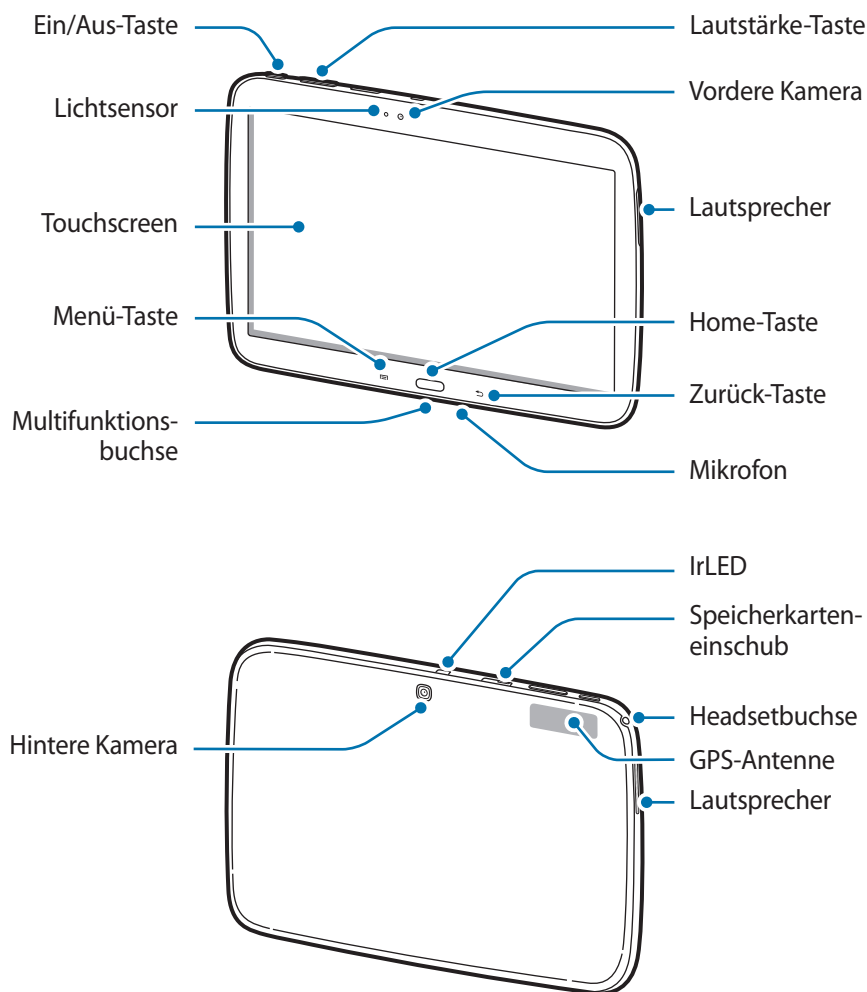 Ein/Aus-Taste
Lautstärke-Taste
Lichtsensor
Vordere Kamera
Touchscreen
Lautsprecher
Menü-Taste
Home-Taste
Zurück-Taste
Multifunktions-
buchse
Mikrofon
IrLED
Speicherkarten-
einschub
Headsetbuchse
Hintere Kamera
GPS-Antenne
Lautsprecher